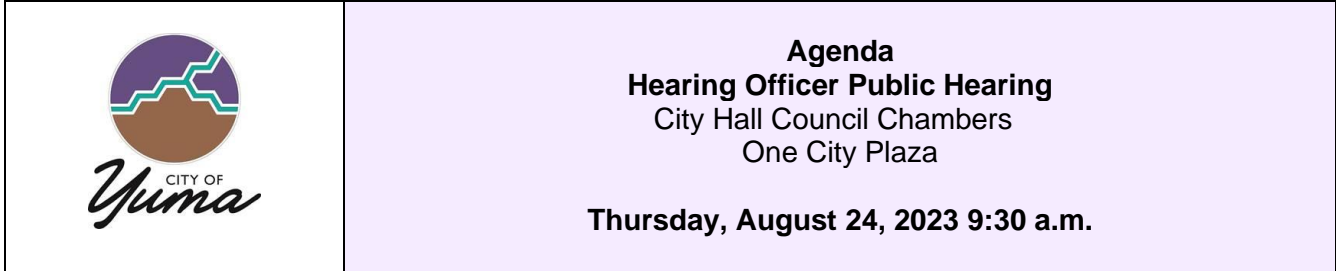 CITY OF
Yuma
Agenda
Hearing Officer Public Hearing
City Hall Council Chambers
One City Plaza
Thursday, August 24, 2023 9:30 a.m.